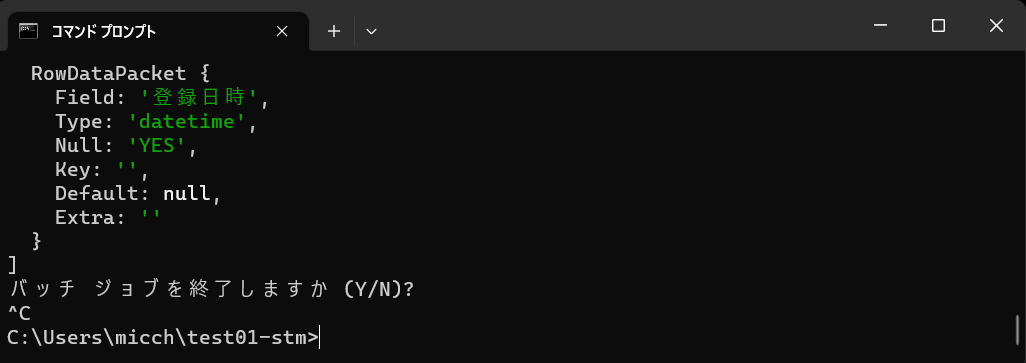 コマンド プロンプト
RowDataPacket {
Field: '登録日時',
Type: 'datetime',
Null: 'YES',
Key: '',
Default: null,
Extra: ''
}
]
バッチ ジョブを終了しますか (Y/N)?
^C
C:\Users\micch\test01-stm>